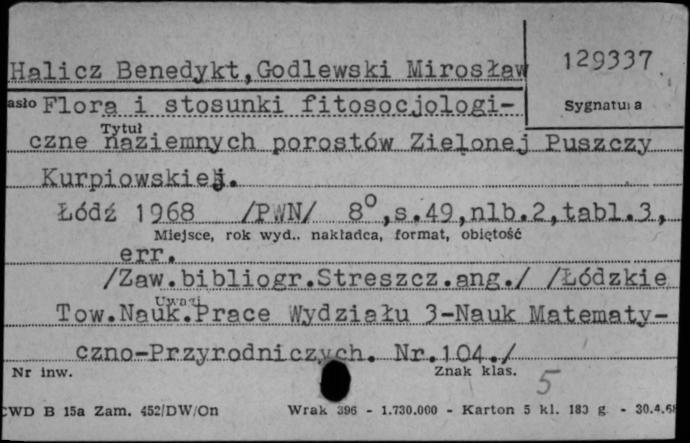 129337
Halicz Benedykt,Godlewski Mirosław
asło Flora i stosunki fitosocjologi-
Sygnatura
Tytuł
czne naziemnych porostów Zielonej Puszczy
Kurpiowskiej.
Łódź 1968 /PWN/ 8°,s.49,nlb.2,tabl.3,
Miejsce, rok wyd.. nakładca, format, objętość
err.
/Zaw.bibliogr.Streszcz.ang./ /Łódzkie
Uwagi
Tow.Nauk.Prace Wydziału 3-Nauk Matematy-
czno-Przyrodniczych. Nr.104./
Nr inw.
Znak klas.
5
CWD B 15a Zam. 452/DW/On Wrak 396 - 1.730.000 - Karton 5 kl. 183 g - 30.4.68